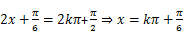 2x + π/6 = 2kπ + π/2 ⇒ x = kπ + π/6